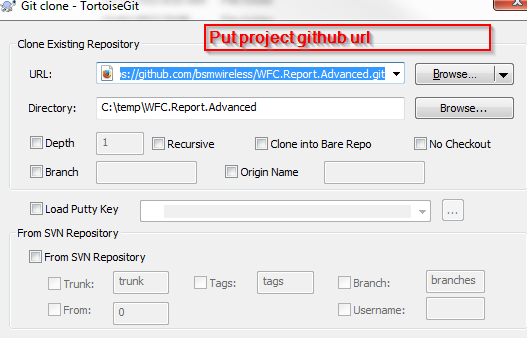 Git clone - TortoiseGit
Put project github url
Clone Existing Repository
URL: ps://github.com/bsmwireless/WFC.Report.Advanced.git Browse...
Directory: C:\temp\WFC.Report.Advanced Browse...
Depth 1 Recursive Clone into Bare Repo No Checkout
Branch Origin Name
Load Putty Key ...
From SVN Repository
From SVN Repository
Trunk: trunk Tags: tags Branch: branches
From: 0 Username: